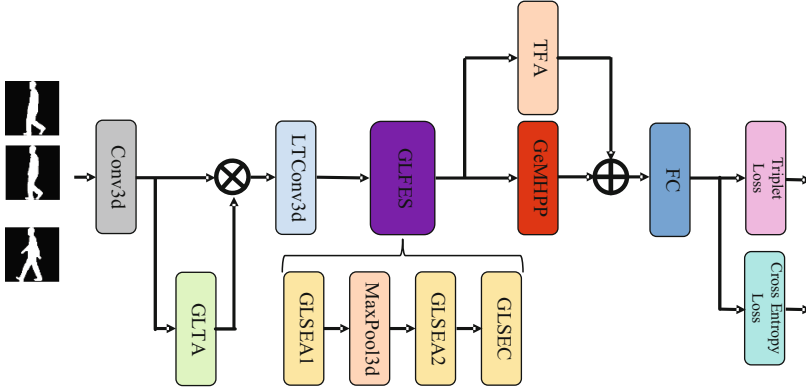 Conv3d
GLTA
LTConv3d
GLFES
GLSEA1
MaxPool3d
GLSEA2
GLSEC
TFA
GeMHPP
FC
Triplet
Loss
Cross Entropy
Loss